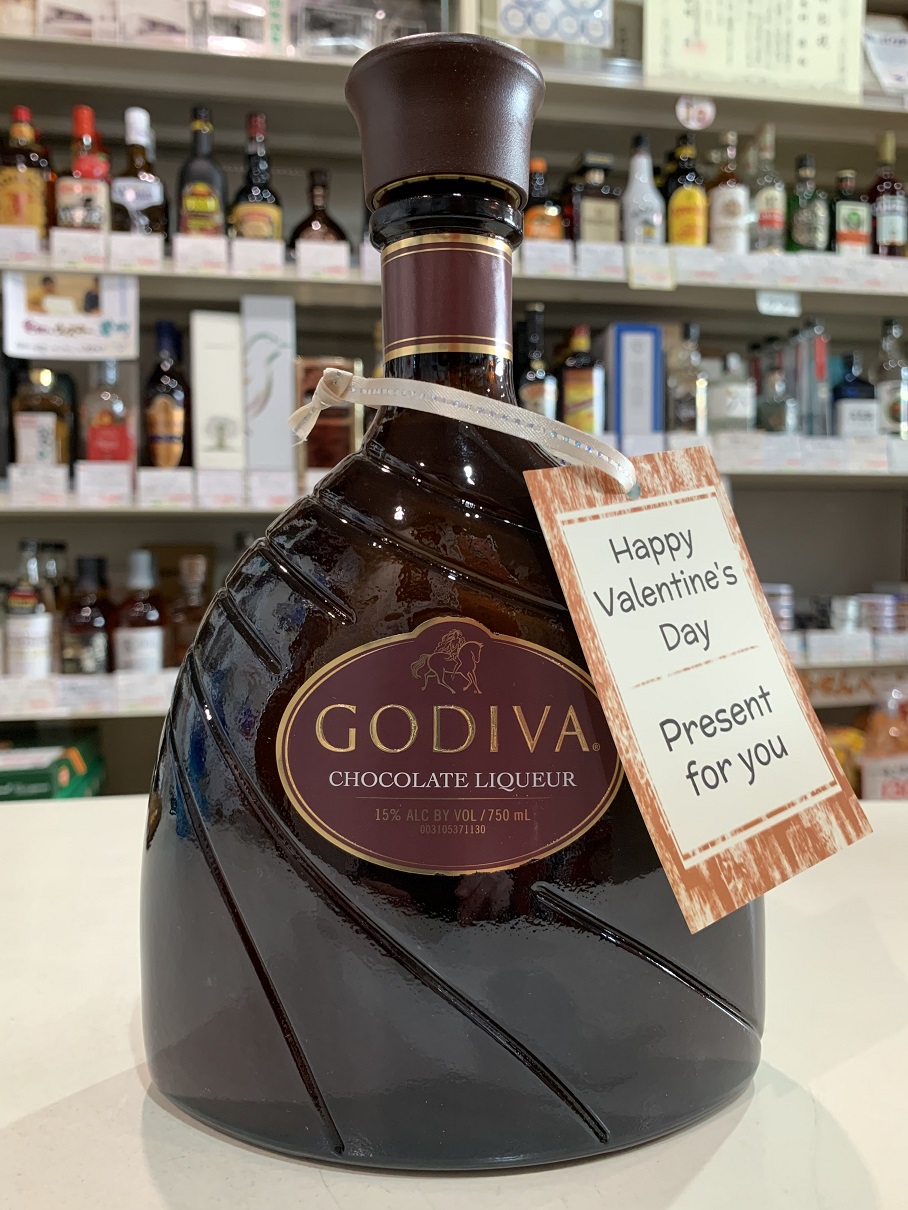 GODIVA®
CHOCOLATE LIQUEUR
15% ALC BY VOL / 750 mL
003105371130
Happy
Valentine's
Day
Present
for you